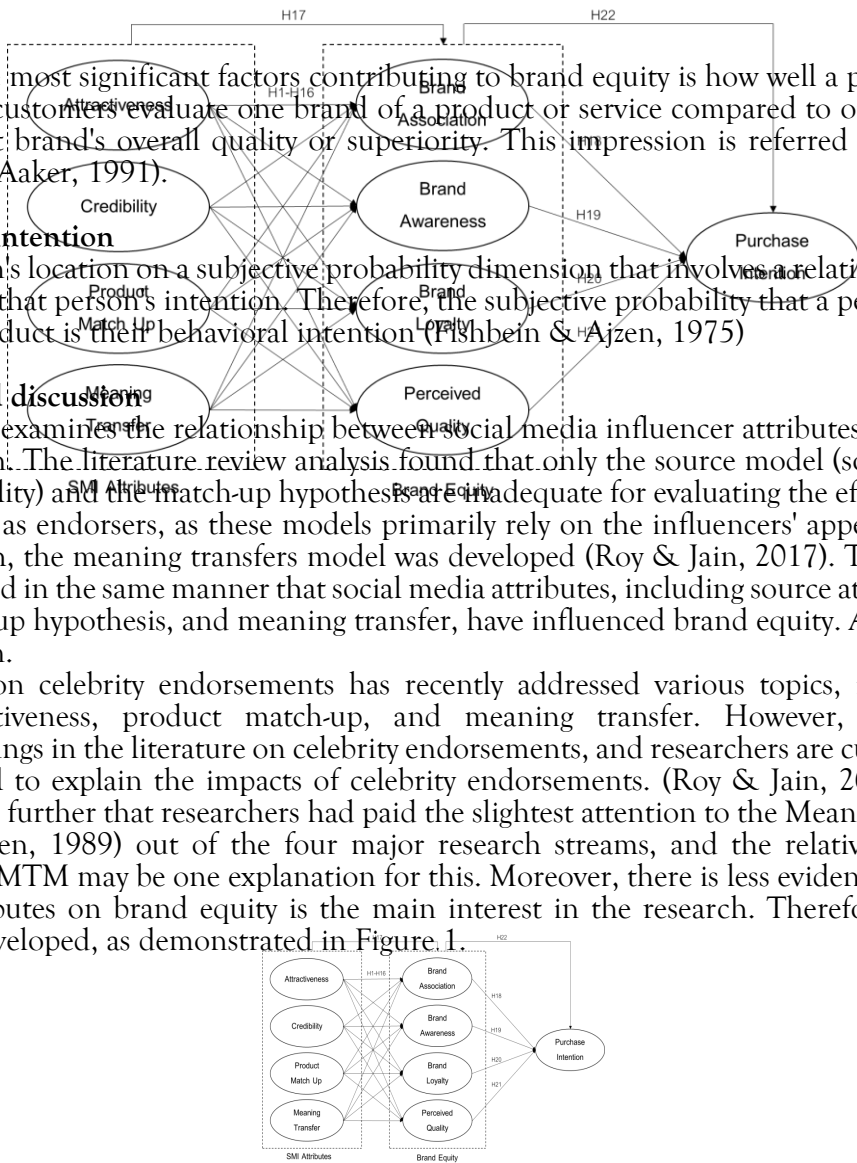 H17
H22
most significant factors contributing to brand equity is how well a p
customers evaluate one brand of a product or service compared to o
brand's overall quality or superiority. This impression is referred
Aaker, 1991).
intention
n's location on a subjective probability dimension that involves a relati
that person's intention. Therefore, the subjective probability that a pe
duct is their behavioral intention (Fishbein & Ajzen, 1975)
discussion
examines the relationship between social media influencer attributes
n. The literature review analysis found that only the source model (so
lity) and the match-up hypothesis are inadequate for evaluating the ef
as endorsers, as these models primarily rely on the influencers' appe
n, the meaning transfers model was developed (Roy & Jain, 2017). T
d in the same manner that social media attributes, including source at
up hypothesis, and meaning transfer, have influenced brand equity. A
n.
on celebrity endorsements has recently addressed various topics,
tiveness, product match-up, and meaning transfer. However,
ings in the literature on celebrity endorsements, and researchers are cu
l to explain the impacts of celebrity endorsements. (Roy & Jain, 20
further that researchers had paid the slightest attention to the Mean
en, 1989) out of the four major research streams, and the relativ
MTM may be one explanation for this. Moreover, there is less eviden
butes on brand equity is the main interest in the research. Therefo
veloped, as demonstrated in Figure 1.
H1-H16
Attractiveness
Credibility
Product
Match Up
Meaning
Transfer
SMI Attributes
Brand
Association
Brand
Awareness
Brand
Loyalty
Perceived
Quality
Brand Equity
H18
H19
H20
Purchase
Intention
H22
H1-H16
Attractiveness
Credibility
Product
Match Up
Meaning
Transfer
SMI Attributes
Brand
Association
Brand
Awareness
Brand
Loyalty
Perceived
Quality
Brand Equity
H18
H19
H20
H21
Purchase
Intention